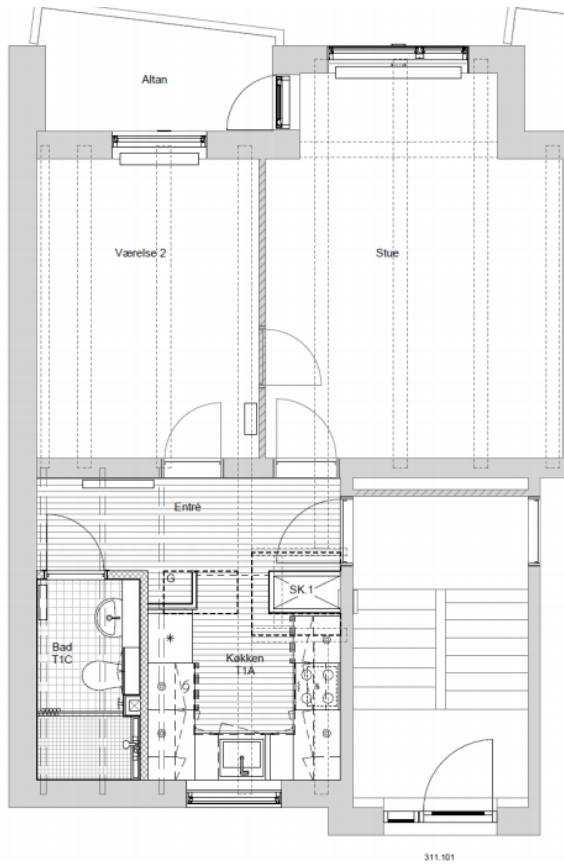 Altan
Værelse 2
Stue
Entré
G
SK.1
Bad
T1C
Køkken
T1A
311.101